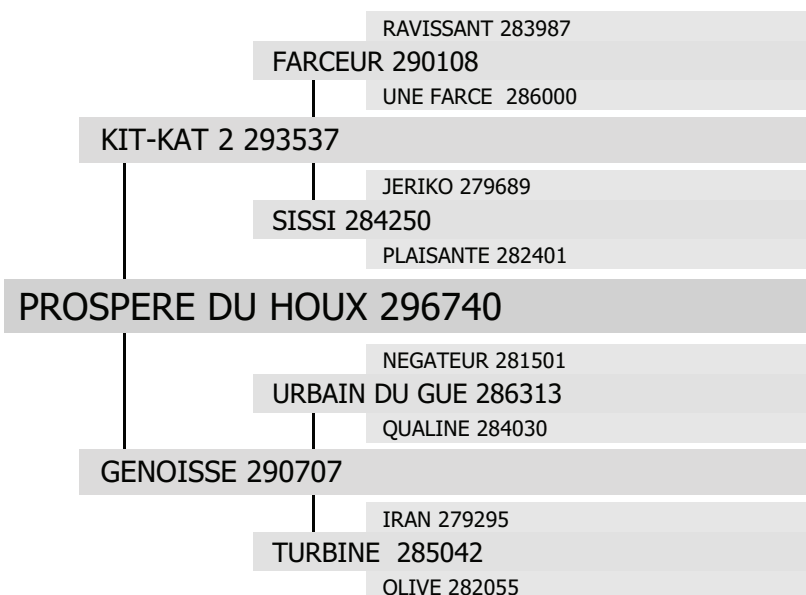 RAVISSANT 283987
FARCEUR 290108
UNE FARCE  286000
KIT-KAT 2 293537
JERIKO 279689
SISSI 284250
PLAISANTE 282401
PROSPERE DU HOUX 296740
NEGATEUR 281501
URBAIN DU GUE 286313
QUALINE 284030
GENOISSE 290707
IRAN 279295
TURBINE  285042
OLIVE 282055